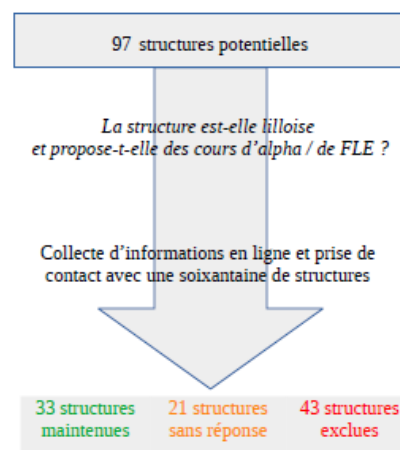 97 structures potentielles
La structure est-elle lilloise
et propose-t-elle des cours d'alpha / de FLE ?
Collecte d'informations en ligne et prise de
contact avec une soixantaine de structures
33 structures maintenues
21 structures sans réponse
43 structures exclues